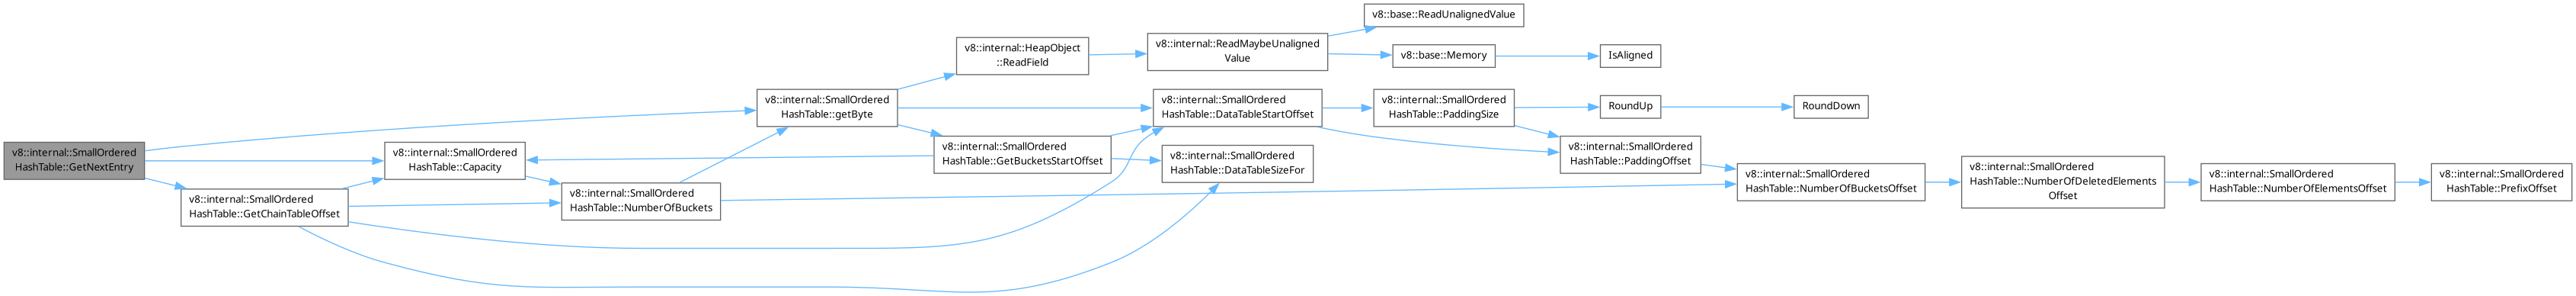 v8::internal::SmallOrdered
HashTable::GetNextEntry
v8::internal::SmallOrdered
HashTable::GetChainTableOffset
v8::internal::SmallOrdered
HashTable::Capacity
v8::internal::SmallOrdered
HashTable::NumberOfBuckets
v8::internal::SmallOrdered
HashTable::getByte
v8::internal::HeapObject
::ReadField
v8::internal::SmallOrdered
HashTable::GetBucketsStartOffset
v8::internal::ReadMaybeUnaligned
Value
v8::internal::SmallOrdered
HashTable::DataTableStartOffset
v8::internal::SmallOrdered
HashTable::DataTableSizeFor
v8::base::ReadUnalignedValue
v8::base::Memory
v8::internal::SmallOrdered
HashTable::PaddingSize
IsAligned
RoundUp
v8::internal::SmallOrdered
HashTable::PaddingOffset
RoundDown
v8::internal::SmallOrdered
HashTable::NumberOfBucketsOffset
v8::internal::SmallOrdered
HashTable::NumberOfDeletedElements
Offset
v8::internal::SmallOrdered
HashTable::NumberOfElementsOffset
v8::internal::SmallOrdered
HashTable::PrefixOffset